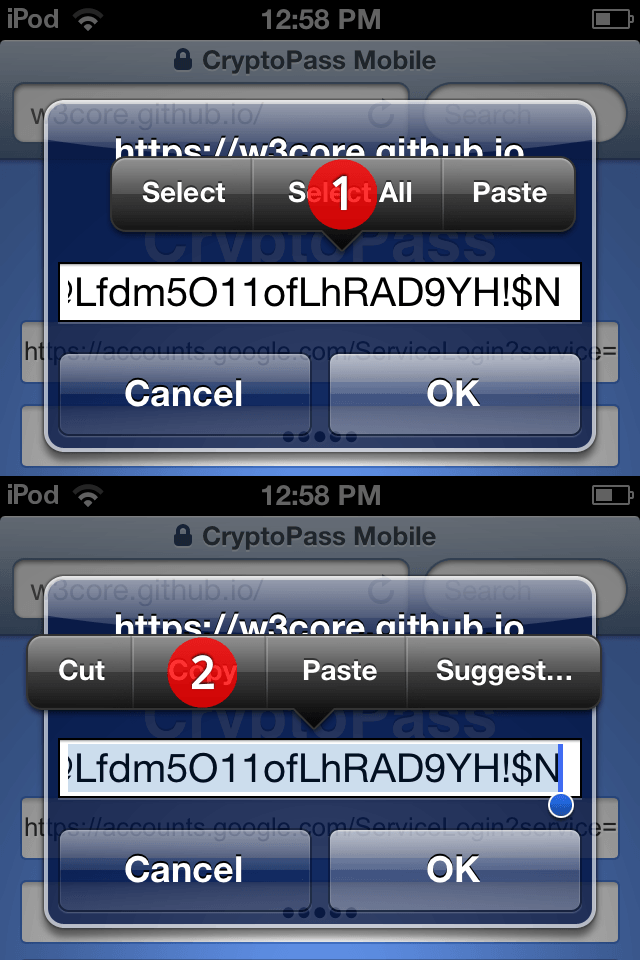 iPod 12:58 PM
CryptoPass Mobile
w3core.github.io/ Search
https://w3core.github.io
Select Select All Paste
1
CryptoPass
Lfdm5O11ofLhRAD9YH!$N
https://accounts.google.com/ServiceLogin?service=
Cancel OK
iPod 12:58 PM
CryptoPass Mobile
w3core.github.io/ Search
https://w3core.github.io
Cut Copy Paste Suggest...
2
CryptoPass
Lfdm5O11ofLhRAD9YH!$N
https://accounts.google.com/ServiceLogin?service=
Cancel OK